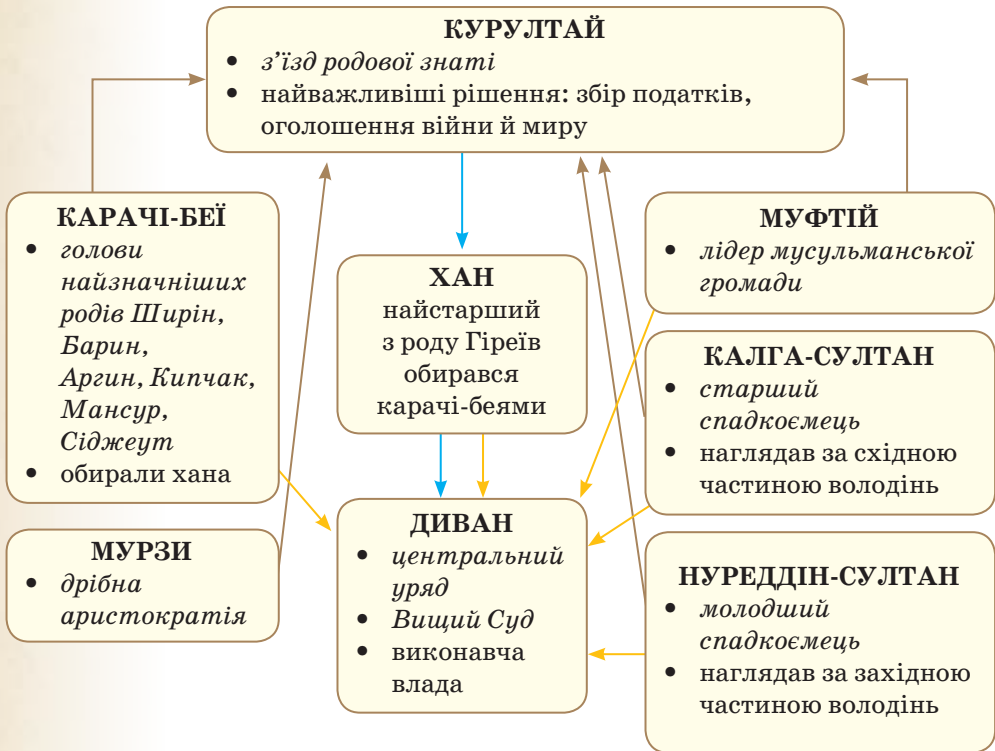 КУРУЛТАЙ
• з’їзд родової знаті
• найважливіші рішення: збір податків,
оголошення війни й миру
КАРАЧІ-БЕЇ
• голови
найзначніших
родів Ширін,
Барин,
Аргин, Кипчак,
Мансур,
Сіджеут
• обирали хана
МУРЗИ
• дрібна
аристократія
ХАН
найстарший
з роду Гіреїв
обирався
карачі-беями
ДИВАН
• центральний
уряд
• Вищий Суд
• виконавча
влада
МУФТІЙ
• лідер мусульманської
громади
КАЛГА-СУЛТАН
• старший
спадкоємець
• наглядав за східною
частиною володінь
НУРЕДДІН-СУЛТАН
• молодший
спадкоємець
• наглядав за західною
частиною володінь